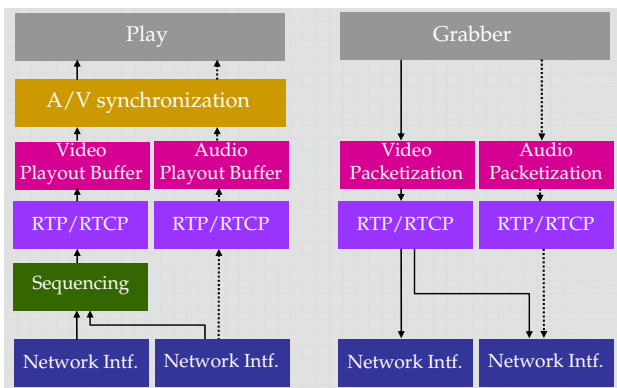 Play
A/V synchronization
Video
Playout Buffer
Audio
Playout Buffer
RTP/RTCP
RTP/RTCP
Sequencing
Network Intf.
Network Intf.
Grabber
Video
Packetization
Audio
Packetization
RTP/RTCP
RTP/RTCP
Network Intf.
Network Intf.